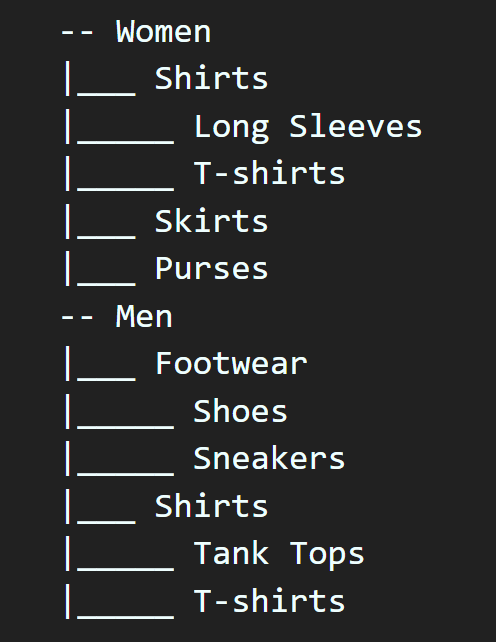 -- Women
|___ Shirts
|_____ Long Sleeves
|_____ T-shirts
|___ Skirts
|___ Purses
-- Men
|___ Footwear
|_____ Shoes
|_____ Sneakers
|___ Shirts
|_____ Tank Tops
|_____ T-shirts